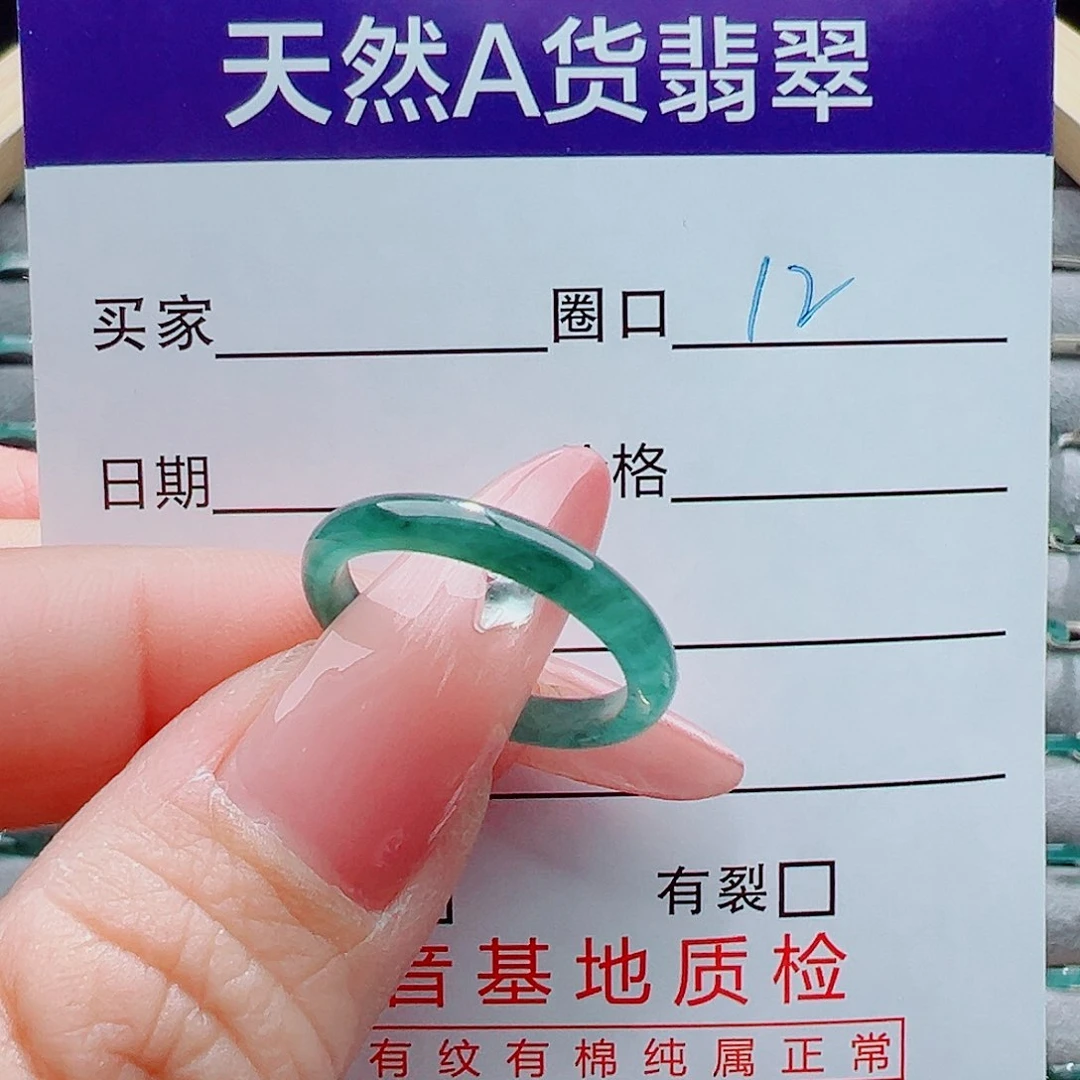 天然A货翡翠
买家 圈口 12
日期 格
有裂
音基地质检
有纹有棉纯属正常